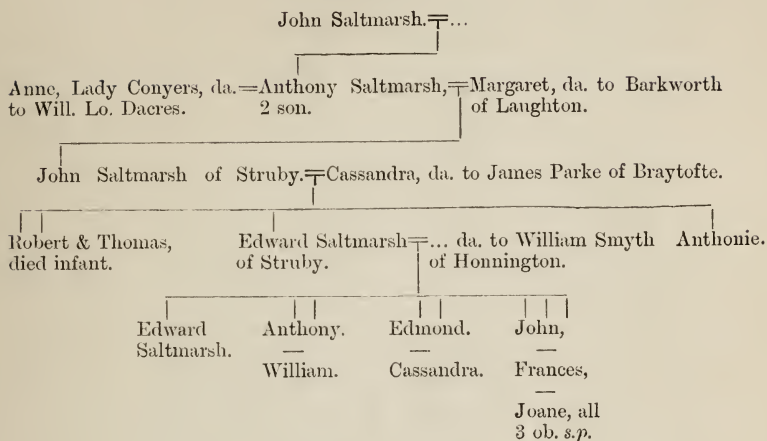 John Saltmarsh.=...
Anne, Lady Conyers, da.=Anthony Saltmarsh,=Margaret, da. to Barkworth
to Will. Lo. Dacres. 2 son. of Laughton.
John Saltmarsh of Struby.=Cassandra, da. to James Parke of Braytofte.
Robert & Thomas, Edward Saltmarsh=... da. to William Smyth Anthonie.
died infant. of Struby. of Honnington.
Edward Anthony. Edmond. John,
Saltmarsh. — — —
William. Cassandra. Frances,
—
Joane, all
3 ob. s.p.